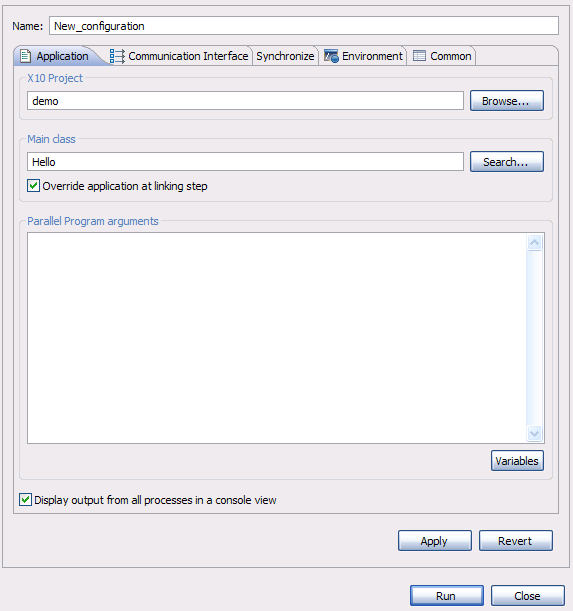 Name: New_configuration
Application Communication Interface Synchronize Environment Common
X10 Project
demo Browse...
Main class
Hello Search...
Override application at linking step
Parallel Program arguments
Variables
Display output from all processes in a console view
Apply Revert
Run Close